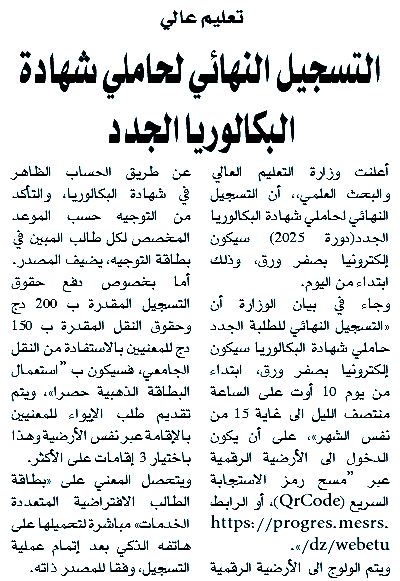 تعليم عالي
التسجيل النهائي لحاملي شهادة
البكالوريا الجدد
أعلنت وزارة التعليم العالي
والبحث العلمي،، أن التسجيل
النهائي لحاملي شهادة البكالوريا
الجدد(دورة 2025) سيكون
إلكترونيا بصفر ورق، وذلك
ابتداء من اليوم.
وجاء في بيان الوزارة أن
«التسجيل النهائي للطلبة الجدد
حاملي شهادة البكالوريا سيكون
إلكترونيا بصفر ورق، ابتداء
من يوم 10 أوت على الساعة
منتصف الليل الى غاية 15 من
نفس الشهر»، على أن يكون
الدخول الى الأرضية الرقمية
عبر ”مسح رمز الاستجابة
السريع (QrCode)، أو الرابط
https://progres.mesrs.
dz/webetu/».
ويتم الولوج الى الأرضية الرقمية
عن طريق الحساب الظاهر
في شهادة البكالوريا، والتأكد
من التوجيه حسب الموعد
المخصص لكل طالب المبين في
بطاقة التوجيه، يضيف المصدر.
أما بخصوص دفع حقوق
التسجيل المقدرة ب 200 دج
وحقوق النقل المقدرة ب 150
دج للمعنيين بالاستفادة من النقل
الجامعي، فسيكون ب ”استعمال
البطاقة الذهبية حصرا»، ويتم
تقديم طلب الإيواء للمعنيين
بالإقامة عبر نفس الأرضية وهذا
باختيار 3 إقامات على الأكثر.
ويتحصل المعني على «بطاقة
الطالب الافتراضية المتعددة
الخدمات» مباشرة لتحميلها على
هاتفه الذكي بعد إتمام عملية
التسجيل، وفقا للمصدر ذاته.